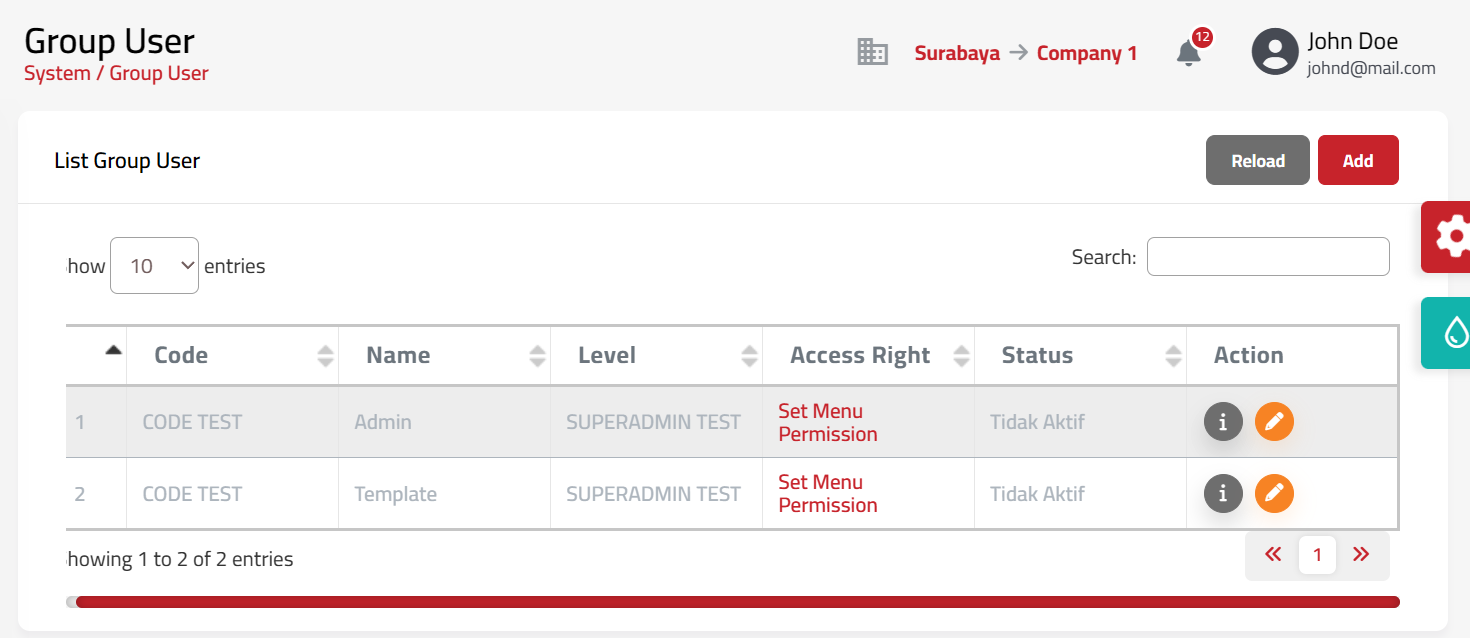 Group User
System / Group User
Surabaya → Company 1
12
John Doe
johnd@mail.com
List Group User
Reload
Add
how 10 entries
Search:
Code Name Level Access Right Status Action
1 CODE TEST Admin SUPERADMIN TEST Set Menu Permission Tidak Aktif i
2 CODE TEST Template SUPERADMIN TEST Set Menu Permission Tidak Aktif i
howing 1 to 2 of 2 entries
« 1 »